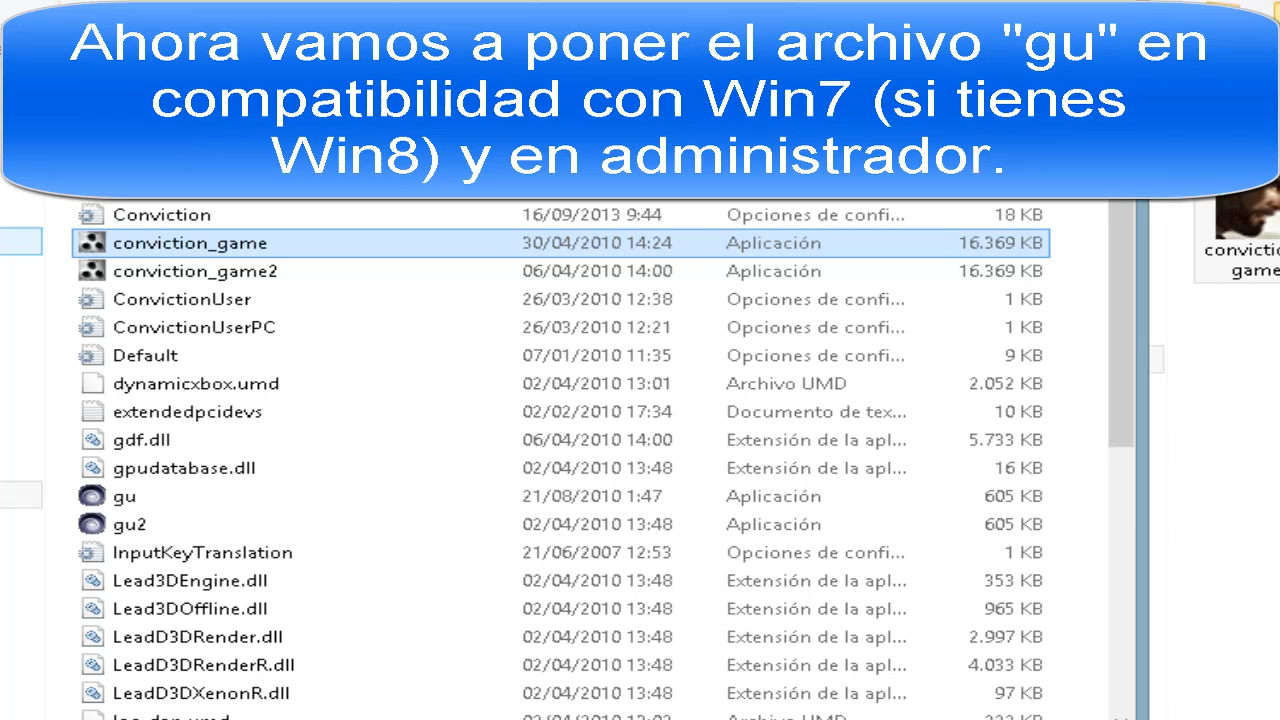 Ahora vamos a poner el archivo "gu" en
compatibilidad con Win7 (si tienes
Win8) y en administrador.
Conviction 16/09/2013 9:44 Opciones de confi... 18 KB
conviction_game 30/04/2010 14:24 Aplicación 16.369 KB
conviction_game2 06/04/2010 14:00 Aplicación 16.369 KB
ConvictionUser 26/03/2010 12:38 Opciones de confi... 1 KB
ConvictionUserPC 26/03/2010 12:21 Opciones de confi... 1 KB
Default 07/01/2010 11:35 Opciones de confi... 9 KB
dynamicxbox.umd 02/04/2010 13:01 Archivo UMD 2.052 KB
extendedpcidevs 02/02/2010 17:34 Documento de tex... 10 KB
gdf.dll 06/04/2010 14:00 Extensión de la apl... 5.733 KB
gpudatabase.dll 02/04/2010 13:48 Extensión de la apl... 16 KB
gu 21/08/2010 1:47 Aplicación 605 KB
gu2 02/04/2010 13:48 Aplicación 605 KB
InputKeyTranslation 21/06/2007 12:53 Opciones de confi... 1 KB
Lead3DEngine.dll 02/04/2010 13:48 Extensión de la apl... 353 KB
Lead3DOffline.dll 02/04/2010 13:48 Extensión de la apl... 965 KB
LeadD3DRender.dll 02/04/2010 13:48 Extensión de la apl... 2.997 KB
LeadD3DRenderR.dll 02/04/2010 13:48 Extensión de la apl... 4.033 KB
LeadD3DXenonR.dll 02/04/2010 13:48 Extensión de la apl... 97 KB
convictio
game